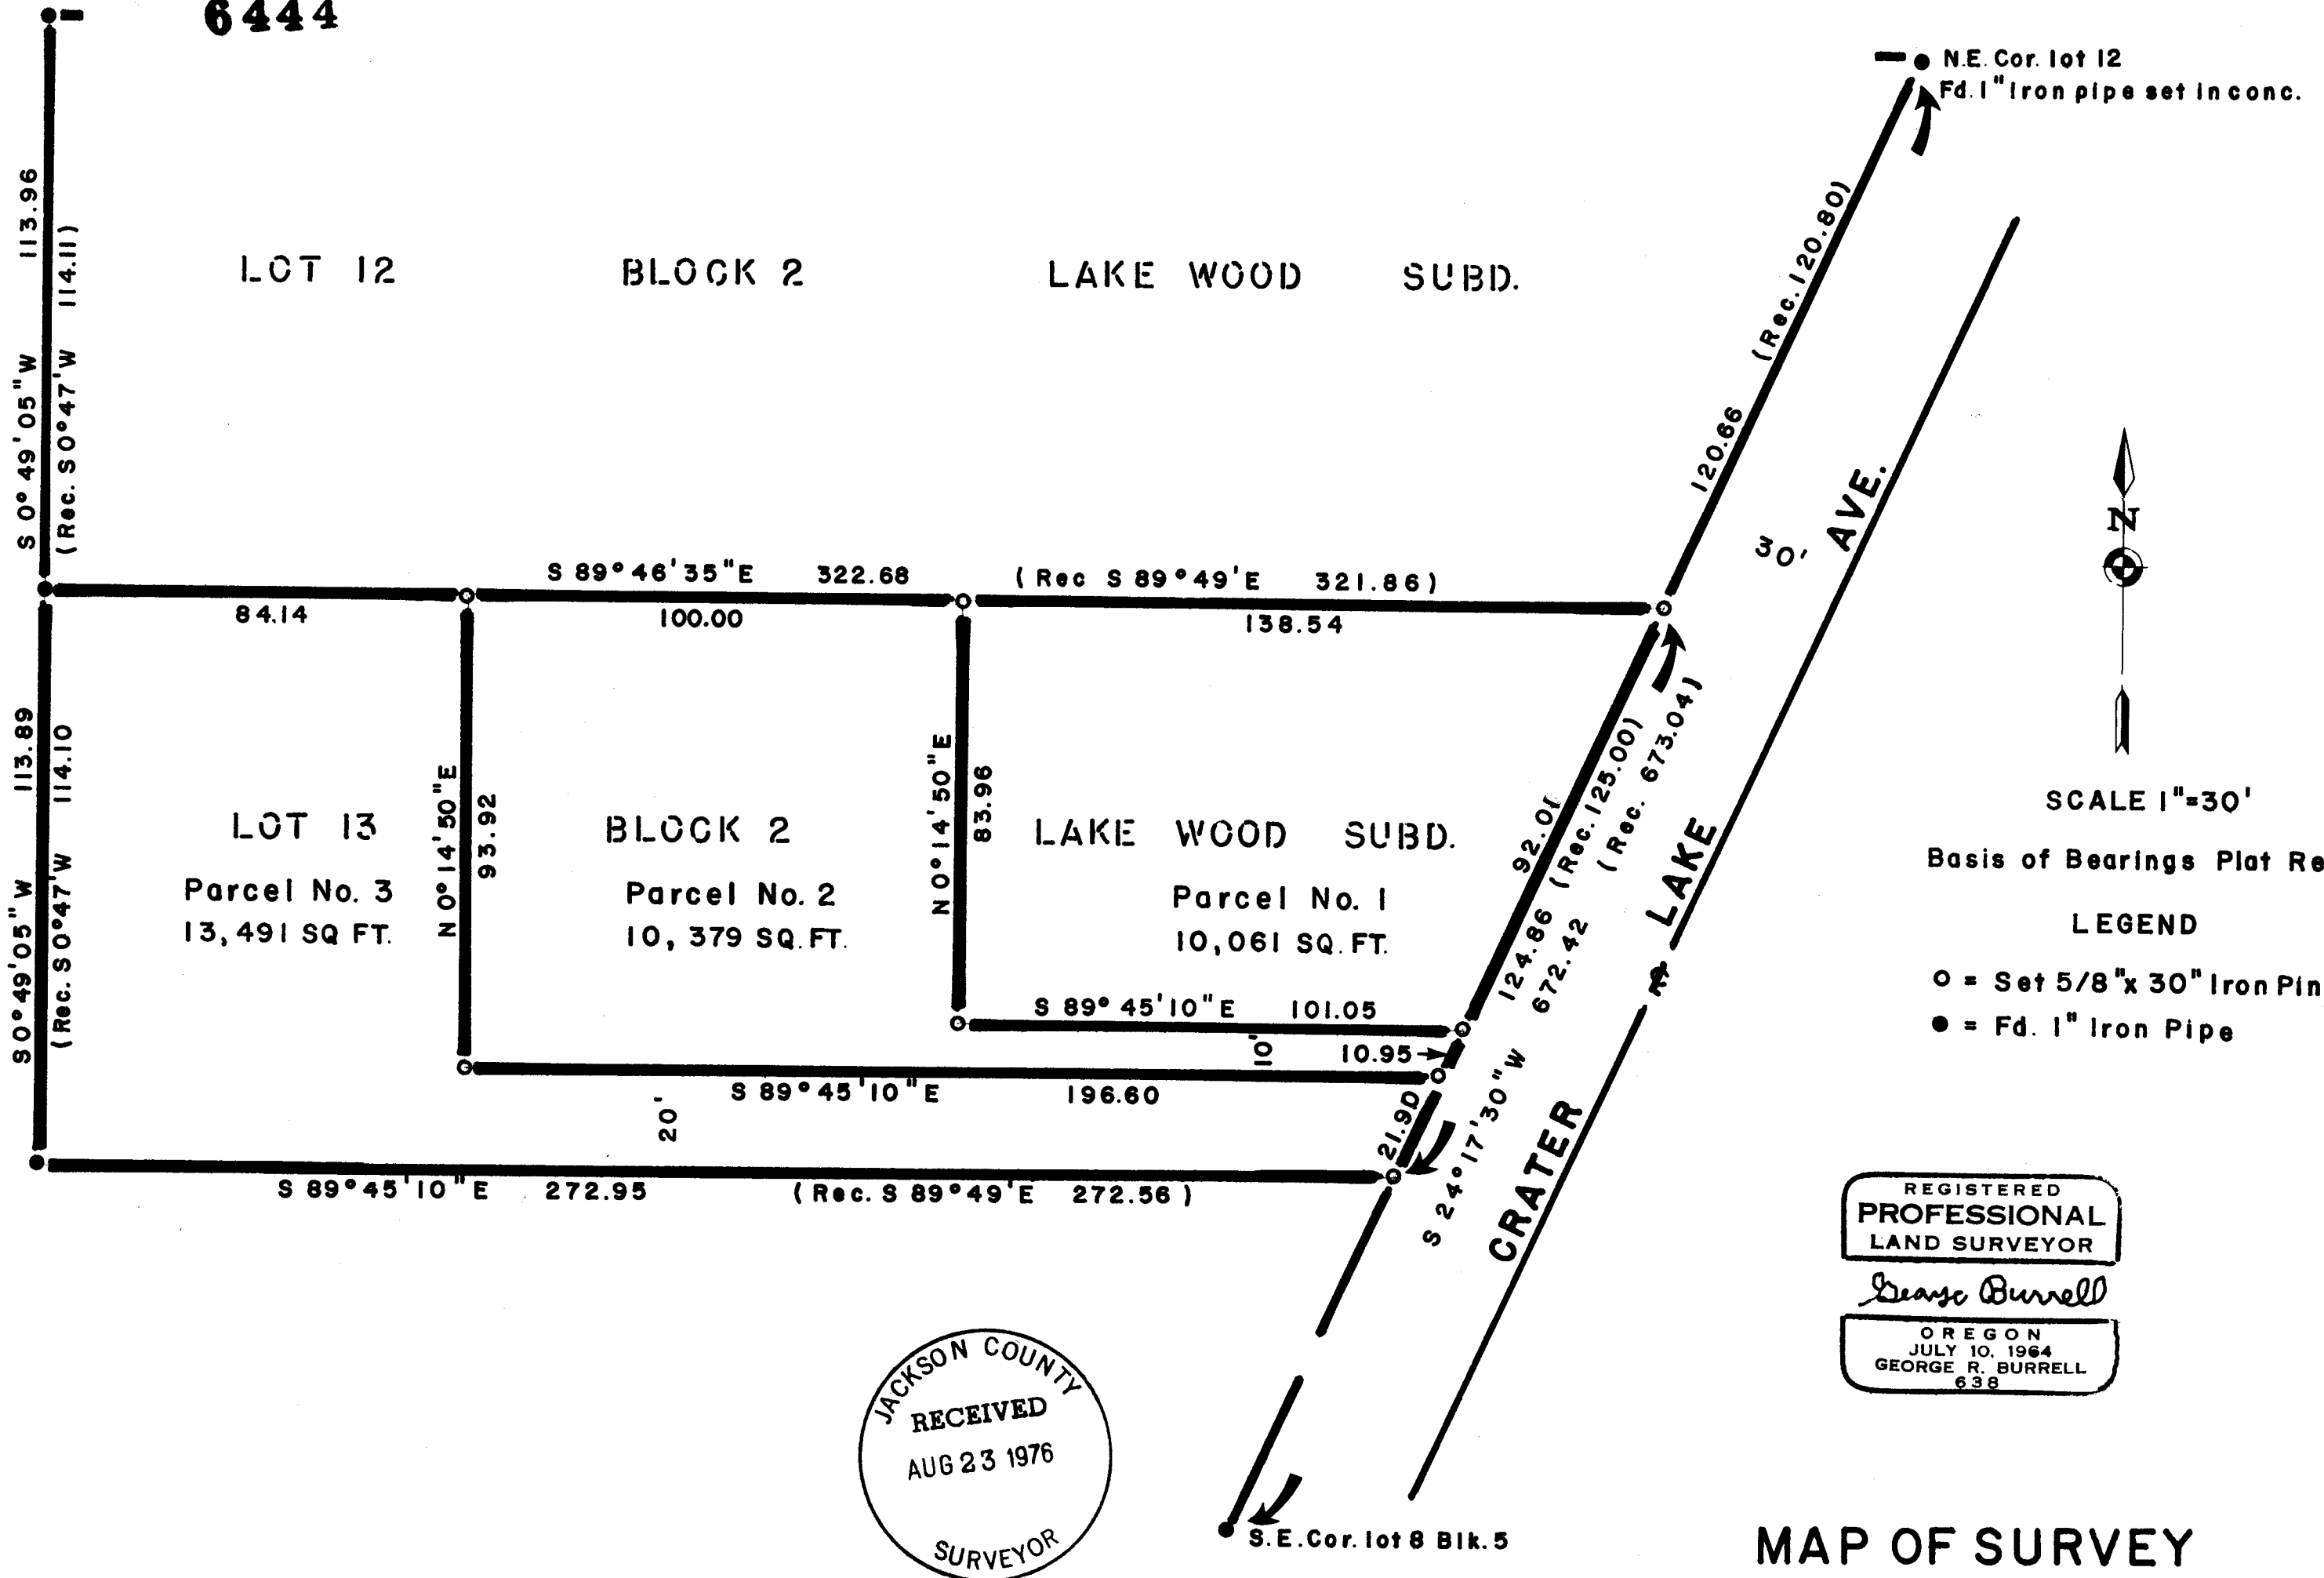 6444
N.E. Cor. lot 12
Fd. 1" Iron pipe set in conc.
S 0° 49' 05" W 113.96
(Rec. S 0° 47' W 114.11)
LOT 12 BLOCK 2 LAKE WOOD SUBD.
120.66 (Rec. 120.80)
30'
CRATER LAKE AVE.
N
S 89° 46' 35" E 322.68 (Rec S 89° 49' E 321.86)
84.14 100.00 138.54
S 0° 49' 05" W 113.89
(Rec. S 0° 47' W 114.10
N 0° 14' 50" E
93.92
N 0° 14' 50" E
83.96
LOT 13 BLOCK 2 LAKE WOOD SUBD.
Parcel No. 3
13,491 SQ FT.
Parcel No. 2
10,379 SQ. FT.
Parcel No. 1
10,061 SQ. FT.
92.01
124.86 (Rec. 125.00)
S 24° 17' 30" W 672.42 (Rec. 673.04)
SCALE 1"=30'
Basis of Bearings Plat Re
LEGEND
o = Set 5/8" x 30" Iron Pin
● = Fd. 1" Iron Pipe
S 89° 45' 10" E 101.05
10'
10.95
S 89° 45' 10" E 196.60
20'
21.90
S 89° 45' 10" E 272.95 (Rec. S 89° 49' E 272.56)
REGISTERED
PROFESSIONAL
LAND SURVEYOR
George Burrell
OREGON
JULY 10, 1964
GEORGE R. BURRELL
638
JACKSON COUNTY
RECEIVED
AUG 23 1976
SURVEYOR
S.E. Cor. lot 8 Blk. 5
MAP OF SURVEY